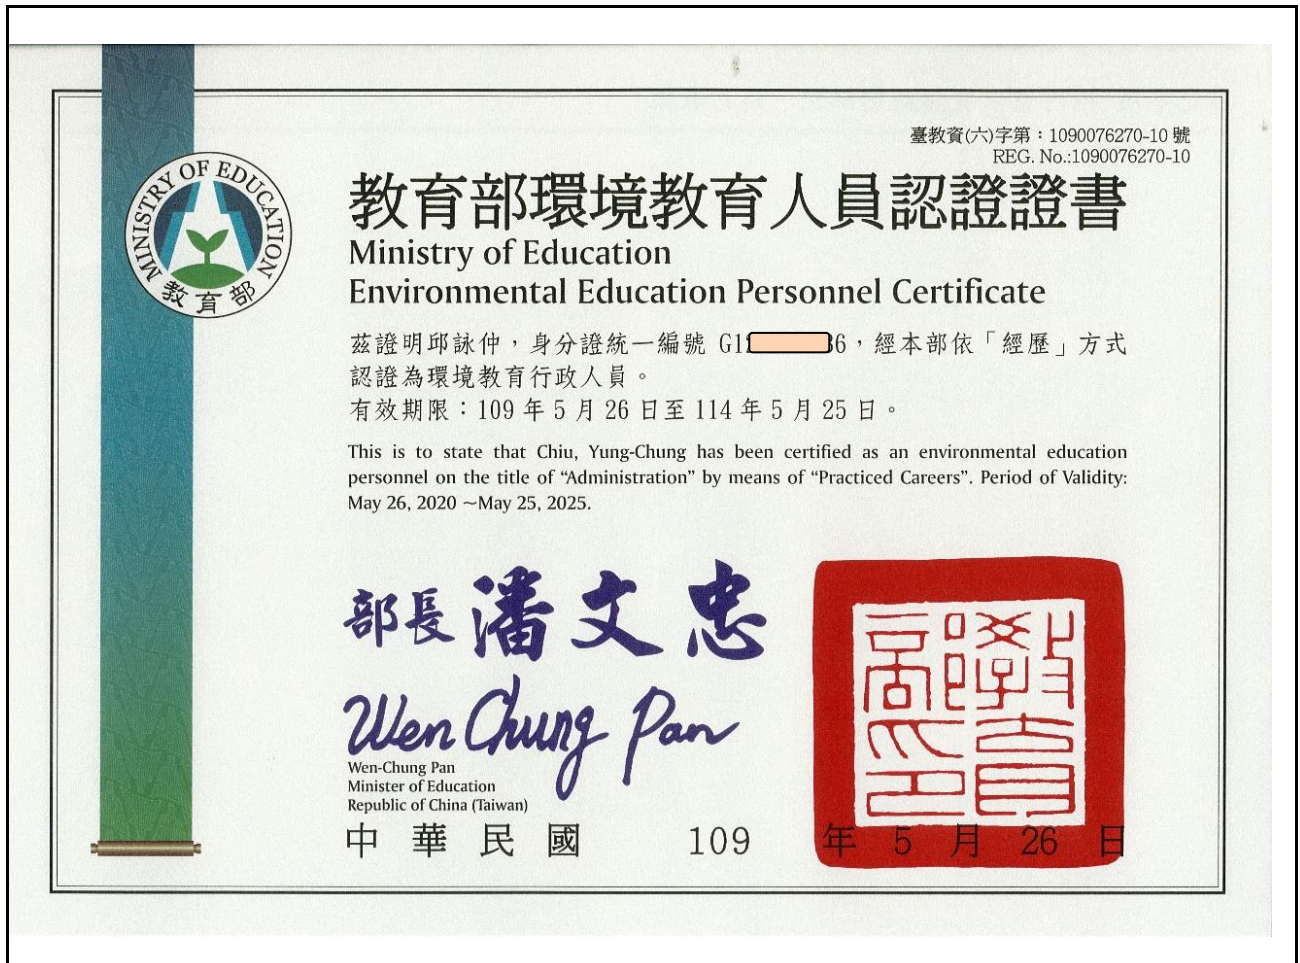 臺教資(六)字第：1090076270-10 號
REG. No.:1090076270-10
MINISTRY OF EDUCATION
教育部
教育部環境教育人員認證證書
Ministry of Education
Environmental Education Personnel Certificate
茲證明邱詠仲，身分證統一編號 G1 36，經本部依「經歷」方式
認證為環境教育行政人員。
有效期限：109 年 5 月 26 日至 114 年 5 月 25 日。
This is to state that Chiu, Yung-Chung has been certified as an environmental education
personnel on the title of “Administration” by means of “Practiced Careers”. Period of Validity:
May 26, 2020 ～May 25, 2025.
部長 潘文忠
Wen Chung Pan
Wen-Chung Pan
Minister of Education
Republic of China (Taiwan)
教育部印
中 華 民 國 109 年 5 月 26 日